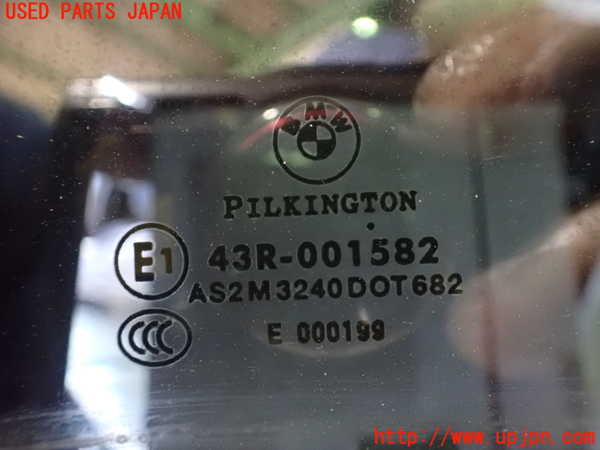 USED PARTS JAPAN
BMW
PILKINGTON
E1 43R-001582
AS2M3240DOT682
CCC E 000199
http://www.upjpn.com